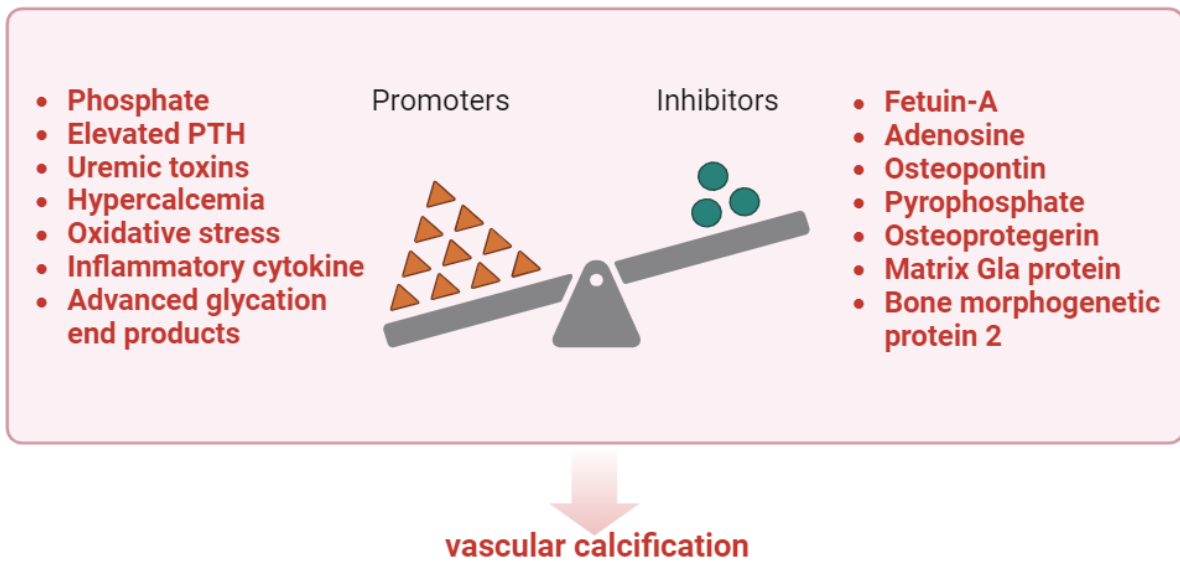 Promoters
Inhibitors
• Phosphate
• Elevated PTH
• Uremic toxins
• Hypercalcemia
• Oxidative stress
• Inflammatory cytokine
• Advanced glycation
end products
• Fetuin-A
• Adenosine
• Osteopontin
• Pyrophosphate
• Osteoprotegerin
• Matrix Gla protein
• Bone morphogenetic
protein 2
vascular calcification